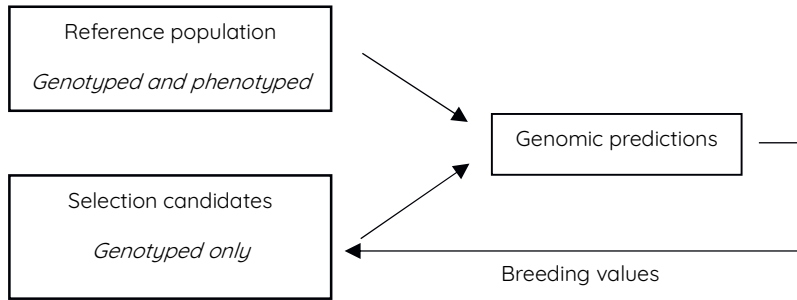 Reference population
Genotyped and phenotyped
Genomic predictions
Selection candidates
Genotyped only
Breeding values